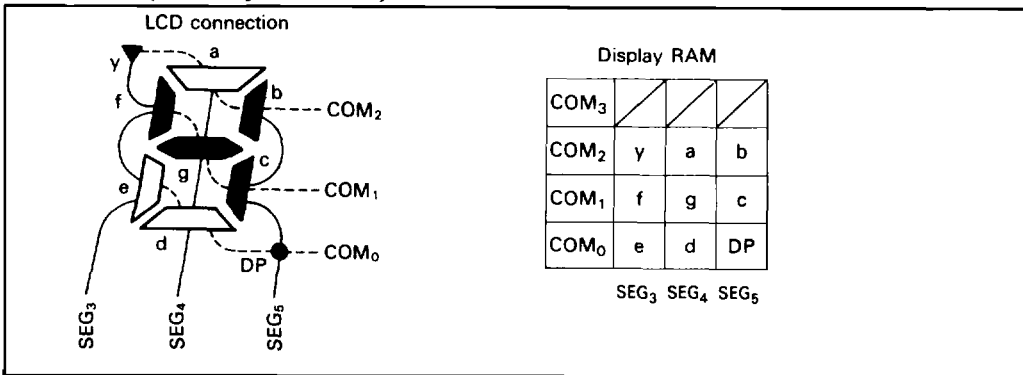 LCD connection
y
a
f
b
COM₂
g
c
e
COM₁
d
DP
COM₀
SEG₃
SEG₄
SEG₅
Display RAM
COM₃
COM₂ y a b
COM₁ f g c
COM₀ e d DP
SEG₃ SEG₄ SEG₅